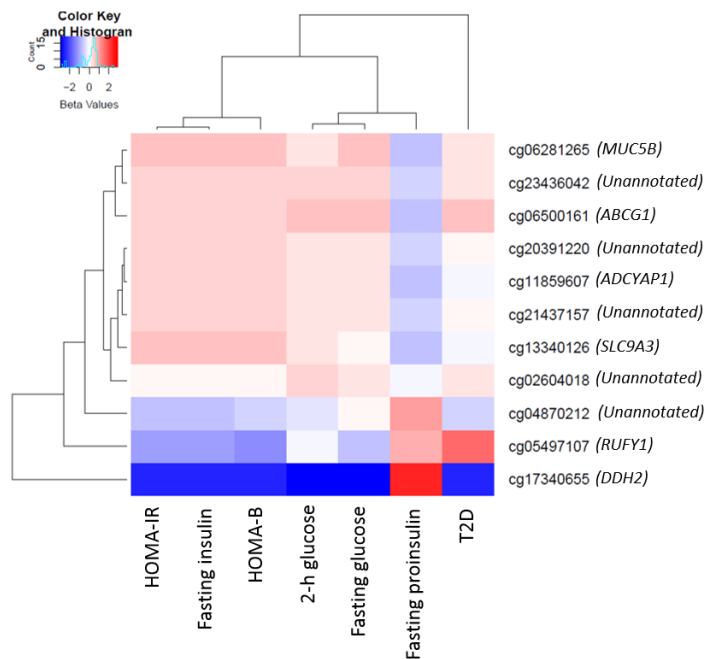 Color Key
and Histogran
Count
0
15
−2 0 2
Beta Values
cg06281265 (MUC5B)
cg23436042 (Unannotated)
cg06500161 (ABCG1)
cg20391220 (Unannotated)
cg11859607 (ADCYAP1)
cg21437157 (Unannotated)
cg13340126 (SLC9A3)
cg02604018 (Unannotated)
cg04870212 (Unannotated)
cg05497107 (RUFY1)
cg17340655 (DDH2)
HOMA-IR
Fasting insulin
HOMA-B
2-h glucose
Fasting glucose
Fasting proinsulin
T2D